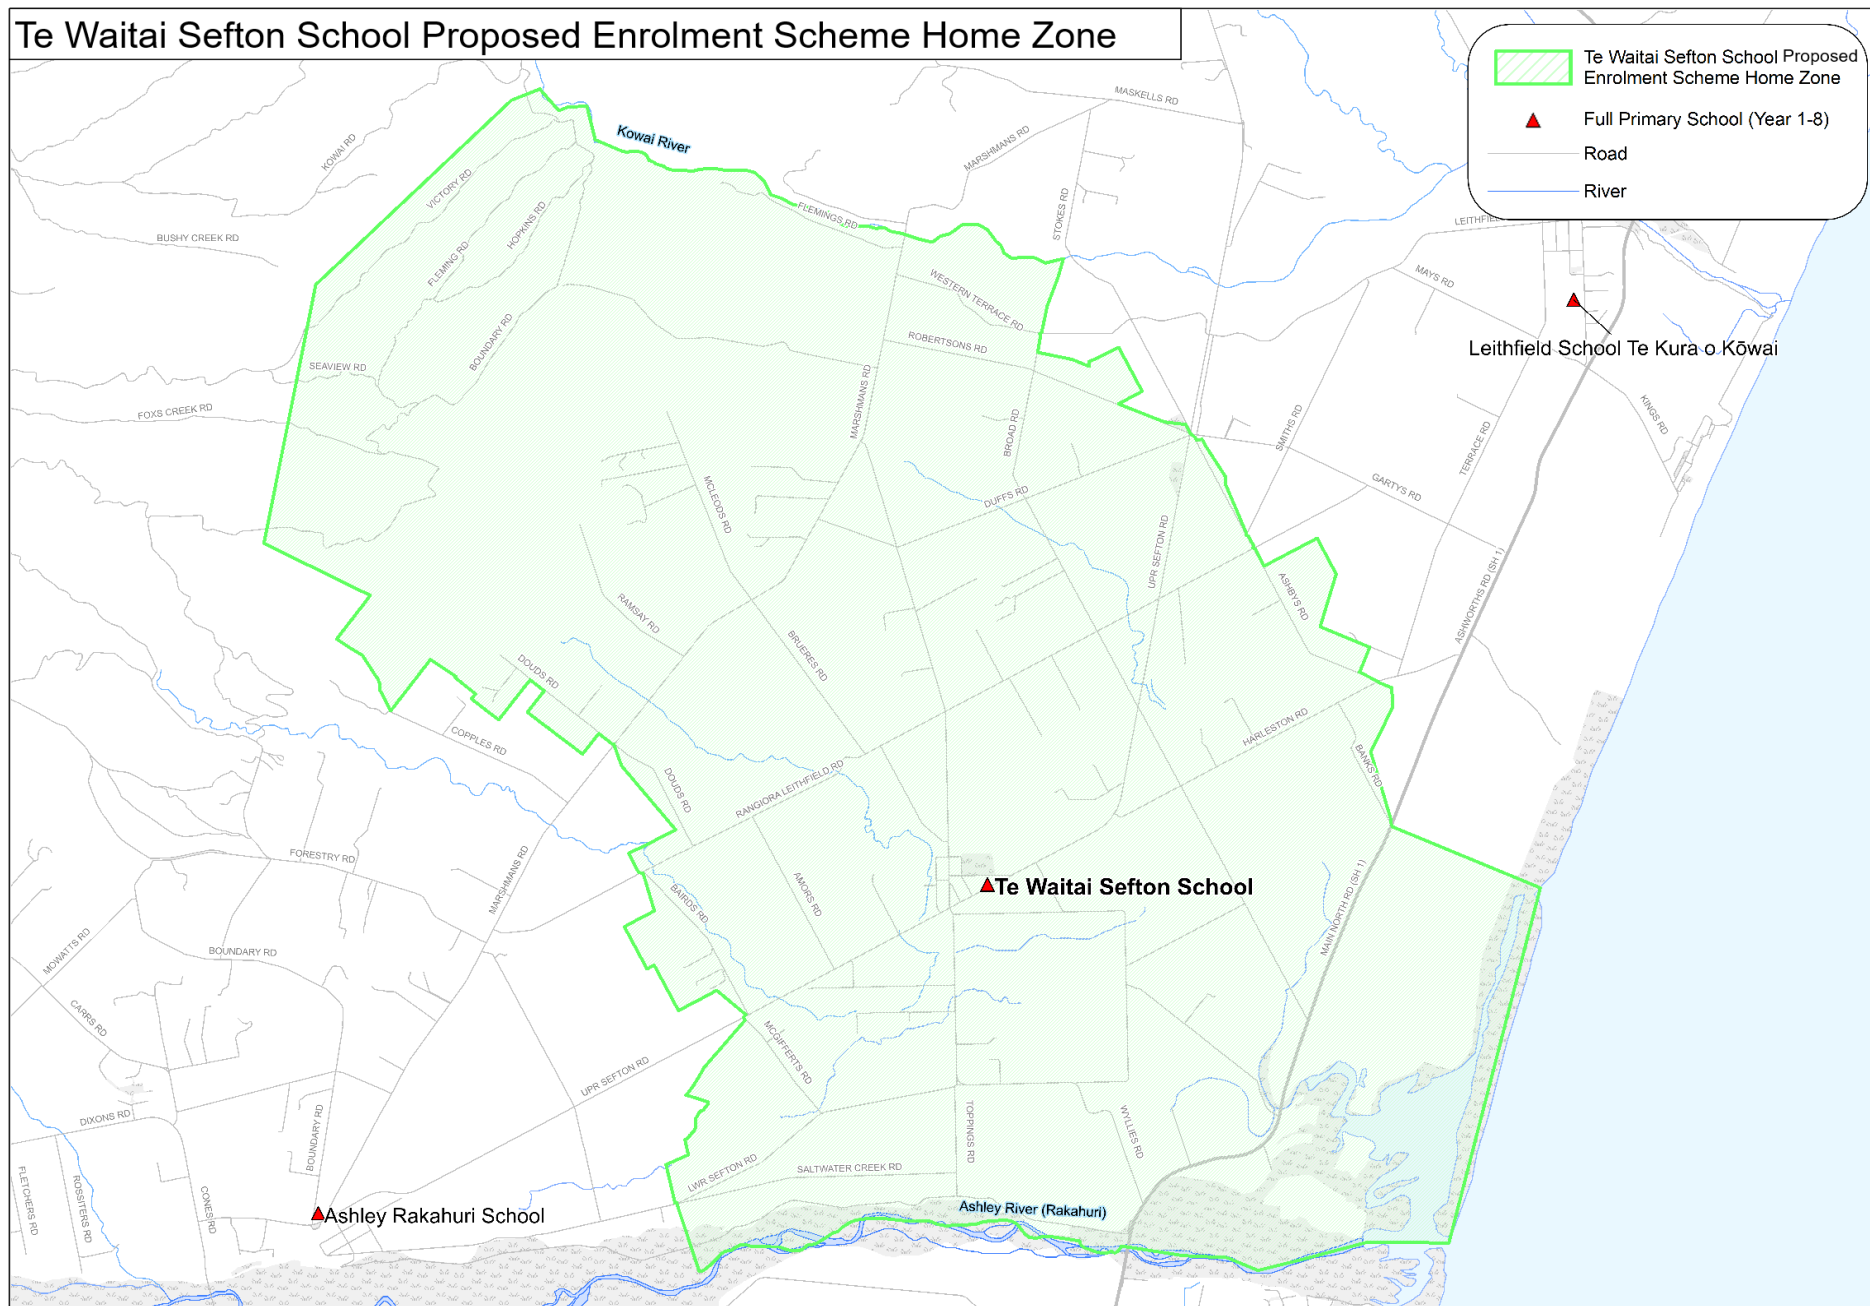 Te Waitai Sefton School Proposed Enrolment Scheme Home Zone
Te Waitai Sefton School Proposed
Enrolment Scheme Home Zone
Full Primary School (Year 1-8)
Road
River
MASKELLS RD
Kowai River
MARSHMANS RD
KOWAI RD
VICTORY RD
HOPKINS RD
FLEMINGS RD
STOKES RD
LEITHFIEL
BUSHY CREEK RD
FLEMING RD
WESTERN TERRACE RD
MAYS RD
BOUNDARY RD
ROBERTSONS RD
Leithfield School Te Kura o Kōwai
SEAVIEW RD
MARSHMANS RD
FOXS CREEK RD
BROAD RD
SMITHS RD
KINGS RD
TERRACE RD
MCLEODS RD
DUFFS RD
GARTYS RD
UPR SEFTON RD
ASHWORTHS RD (SH 1)
ASHBYS RD
RAMSAY RD
BRUERES RD
DOUDS RD
HARLESTON RD
COPPLES RD
BANKS RD
DOUDS RD
RANGIORA LEITHFIELD RD
FORESTRY RD
MARSHMANS RD
AMORS RD
Te Waitai Sefton School
BAIRDS RD
MAIN NORTH RD (SH 1)
MOWATTS RD
BOUNDARY RD
CARRS RD
MCGIFFERTS RD
UPR SEFTON RD
DIXONS RD
BOUNDARY RD
TOPPINGS RD
WYLLIES RD
LWR SEFTON RD
SALTWATER CREEK RD
FLETCHERS RD
ROSSITERS RD
CONES RD
Ashley River (Rakahuri)
Ashley Rakahuri School